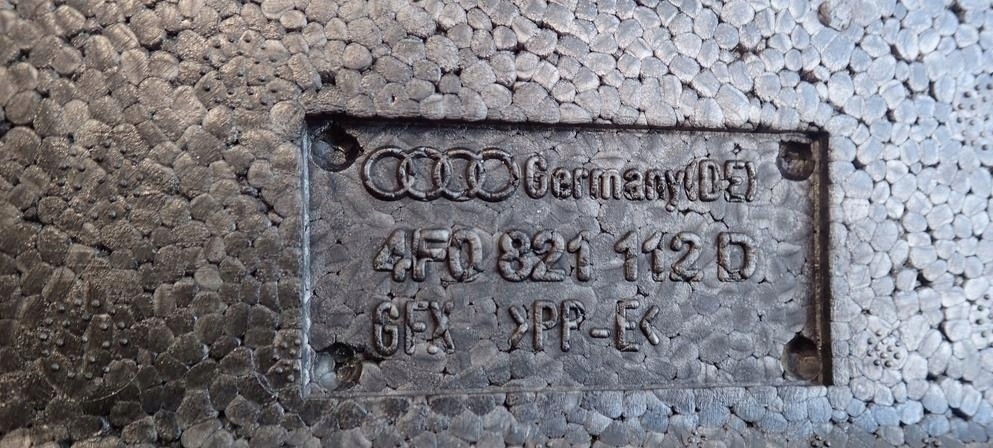 Germany(DE)
4F0 821 112 D
GFX >PP-E<